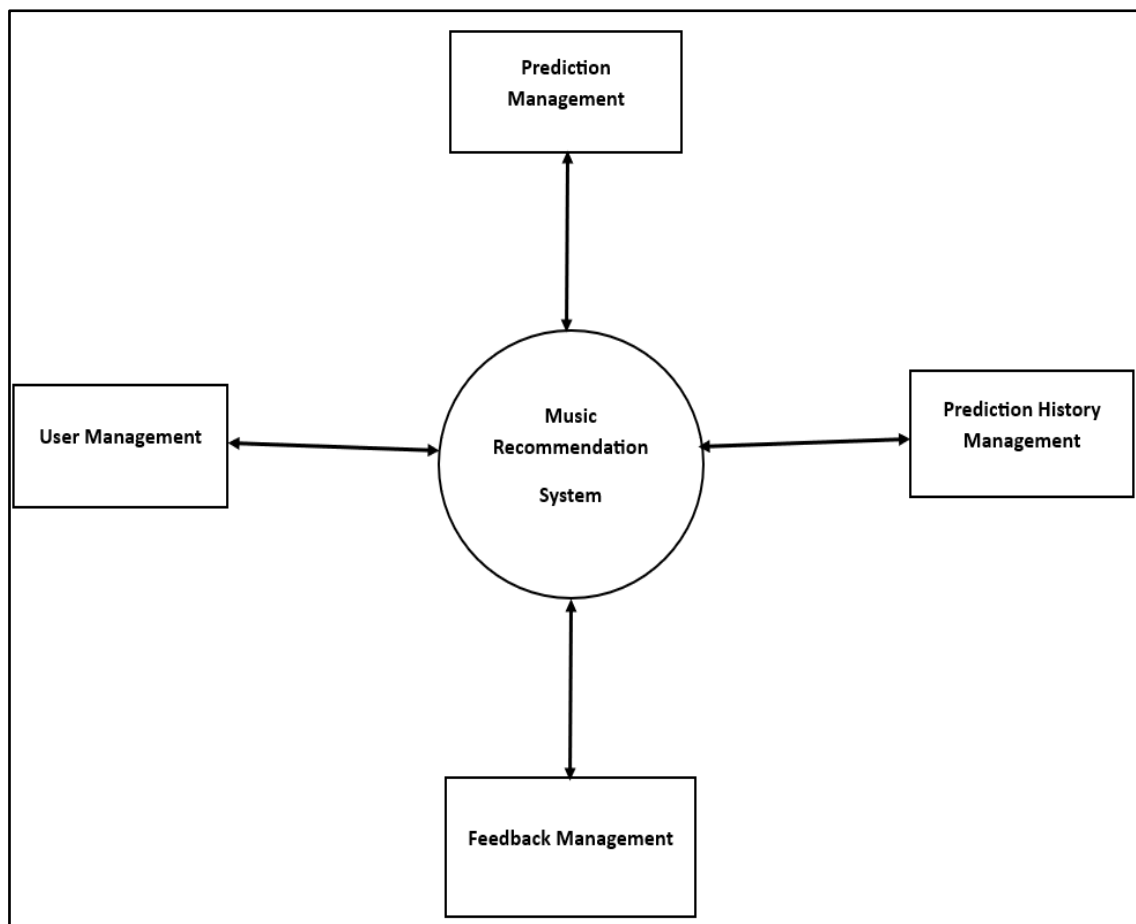 Prediction
Management
User Management
Music
Recommendation
System
Prediction History
Management
Feedback Management